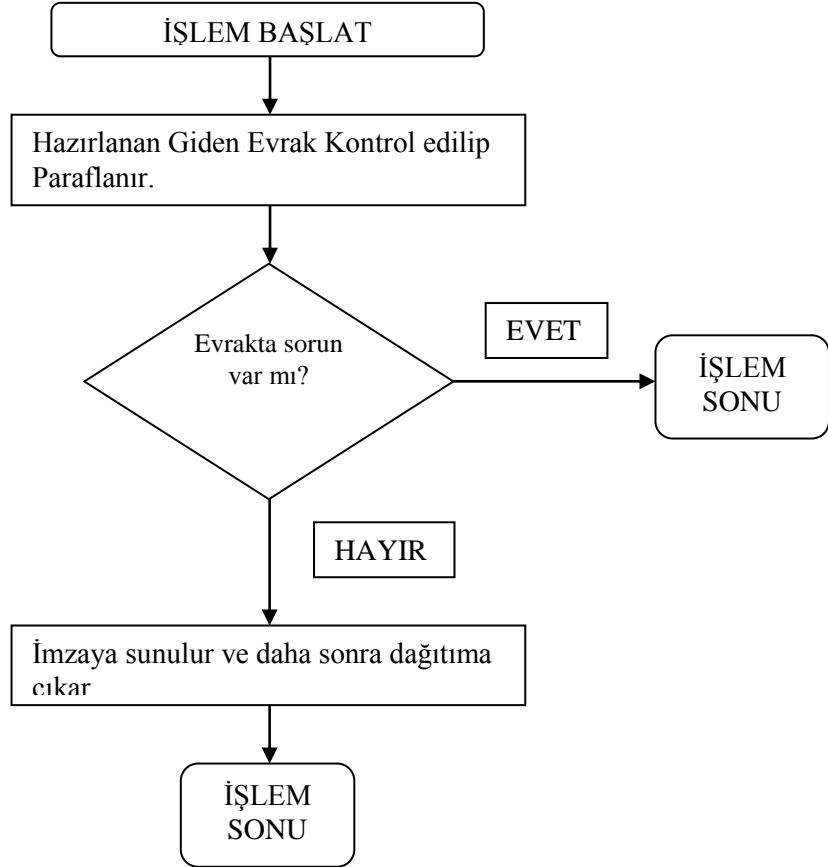 İŞLEM BAŞLAT
Hazırlanan Giden Evrak Kontrol edilip
Paraflanır.
Evrakta sorun
var mı?
EVET
İŞLEM
SONU
HAYIR
İmzaya sunulur ve daha sonra dağıtıma
çıkar
İŞLEM
SONU